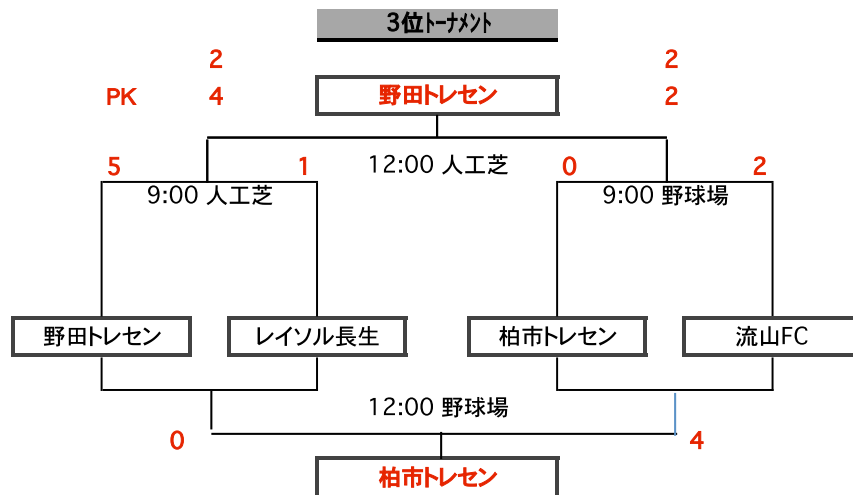 3位トーナメント
2 2
PK 4 野田トレセン 2
5 1 12:00 人工芝 0 2
9:00 人工芝 9:00 野球場
野田トレセン レイソル長生 柏市トレセン 流山FC
12:00 野球場
0 4
柏市トレセン